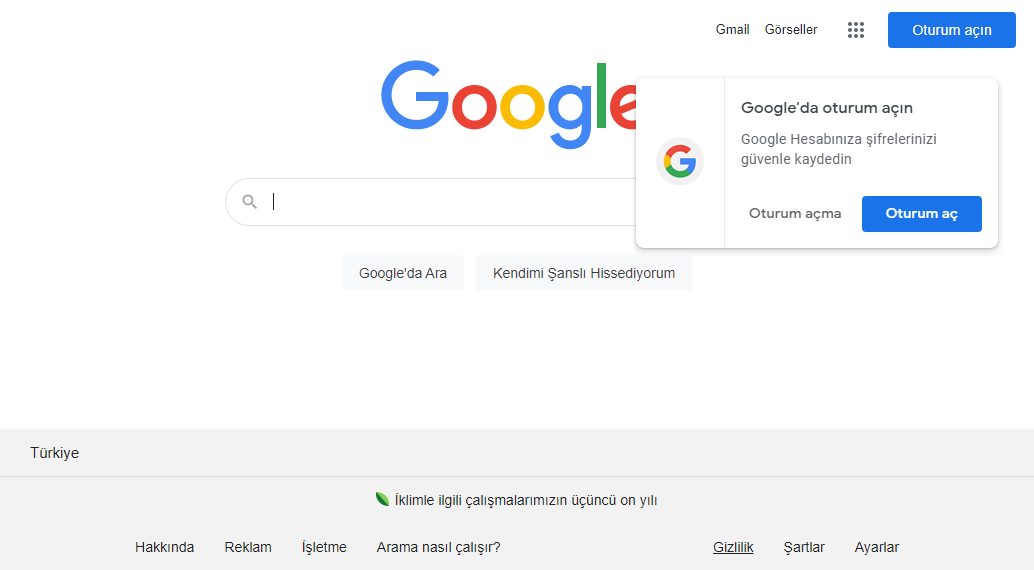 Gmail Görseller Oturum açın
Google
Google'da oturum açın
Google Hesabınıza şifrelerinizi
güvenle kaydedin
Oturum açma Oturum aç
Google'da Ara Kendimi Şanslı Hissediyorum
Türkiye
İklimle ilgili çalışmalarımızın üçüncü on yılı
Hakkında Reklam İşletme Arama nasıl çalışır? Gizlilik Şartlar Ayarlar